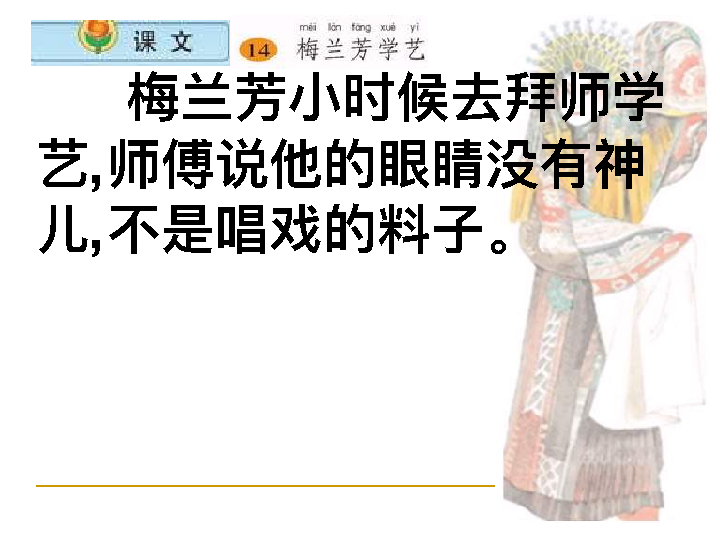 méi lán fāng xué yì
课文 14 梅兰芳学艺
梅兰芳小时候去拜师学
艺,师傅说他的眼睛没有神
儿,不是唱戏的料子。